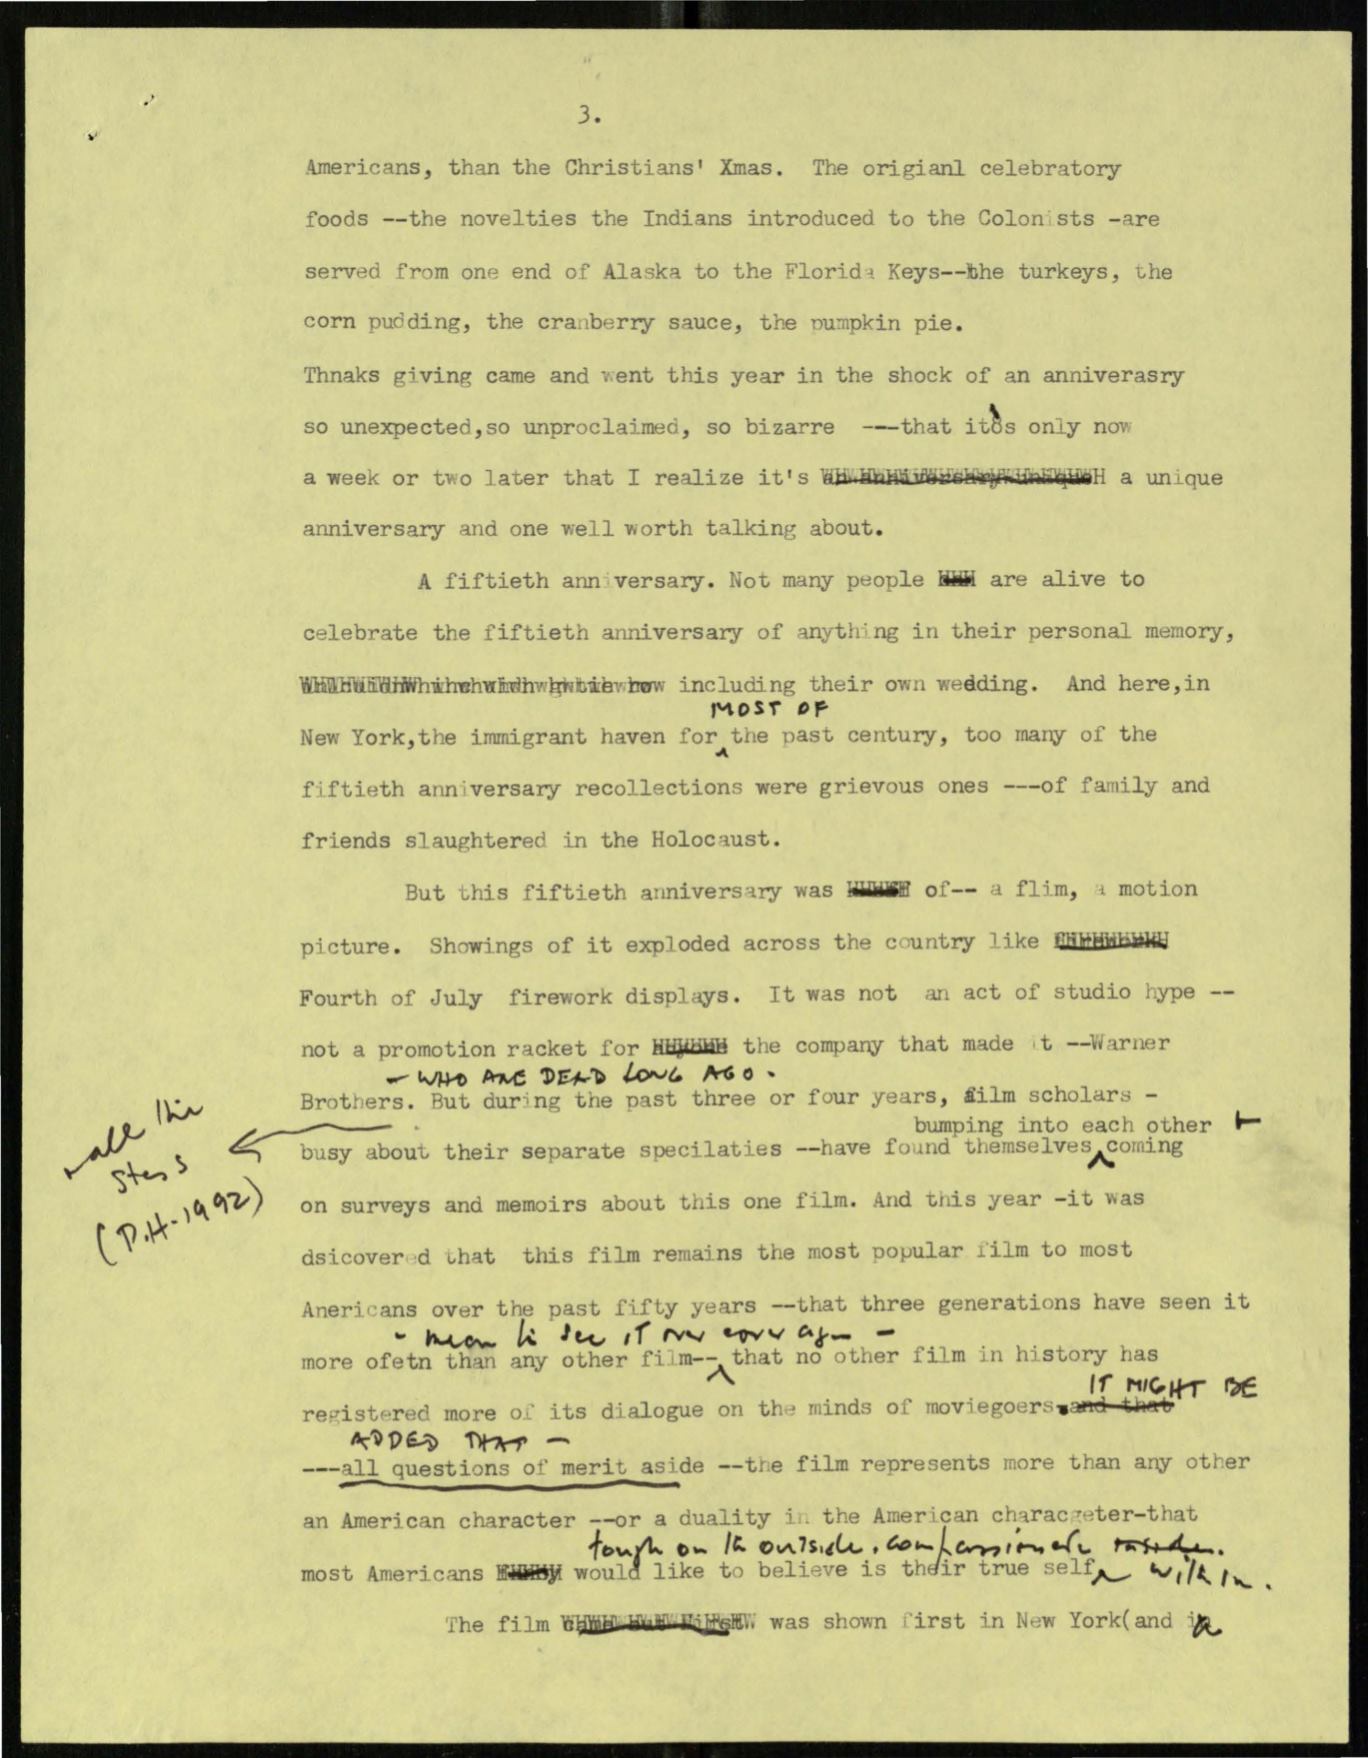 3.
Americans, than the Christians' Xmas. The origianl celebratory
foods --the novelties the Indians introduced to the Colonists -are
served from one end of Alaska to the Florida Keys--the turkeys, the
corn pudding, the cranberry sauce, the pumpkin pie.
Thnaks giving came and went this year in the shock of an anniverasry
so unexpected,so unproclaimed, so bizarre ---that it's only now
a week or two later that I realize it's an anniversary unique a unique
anniversary and one well worth talking about.
A fiftieth anniversary. Not many people are alive to
celebrate the fiftieth anniversary of anything in their personal memory,
including their own wedding. And here,in
MOST OF
New York,the immigrant haven for the past century, too many of the
fiftieth anniversary recollections were grievous ones ---of family and
friends slaughtered in the Holocaust.
But this fiftieth anniversary was of-- a flim, a motion
picture. Showings of it exploded across the country like
Fourth of July firework displays. It was not an act of studio hype --
not a promotion racket for the company that made it --Warner
- WHO ARE DEAD LONG AGO.
Brothers. But during the past three or four years, film scholars -
bumping into each other
busy about their separate specilaties --have found themselves coming
on surveys and memoirs about this one film. And this year -it was
dsicovered that this film remains the most popular film to most
Anericans over the past fifty years --that three generations have seen it
- mean to see it over & over again -
more ofetn than any other film-- that no other film in history has
IT MIGHT BE
registered more of its dialogue on the minds of moviegoers.and that
ADDED THAT -
---all questions of merit aside --the film represents more than any other
an American character --or a duality in the American characgeter-that
tough on the outside, compassionate inside.
most Americans would like to believe is their true self within.
The film came out first was shown first in New York(and in
all this
(P.H-1992)